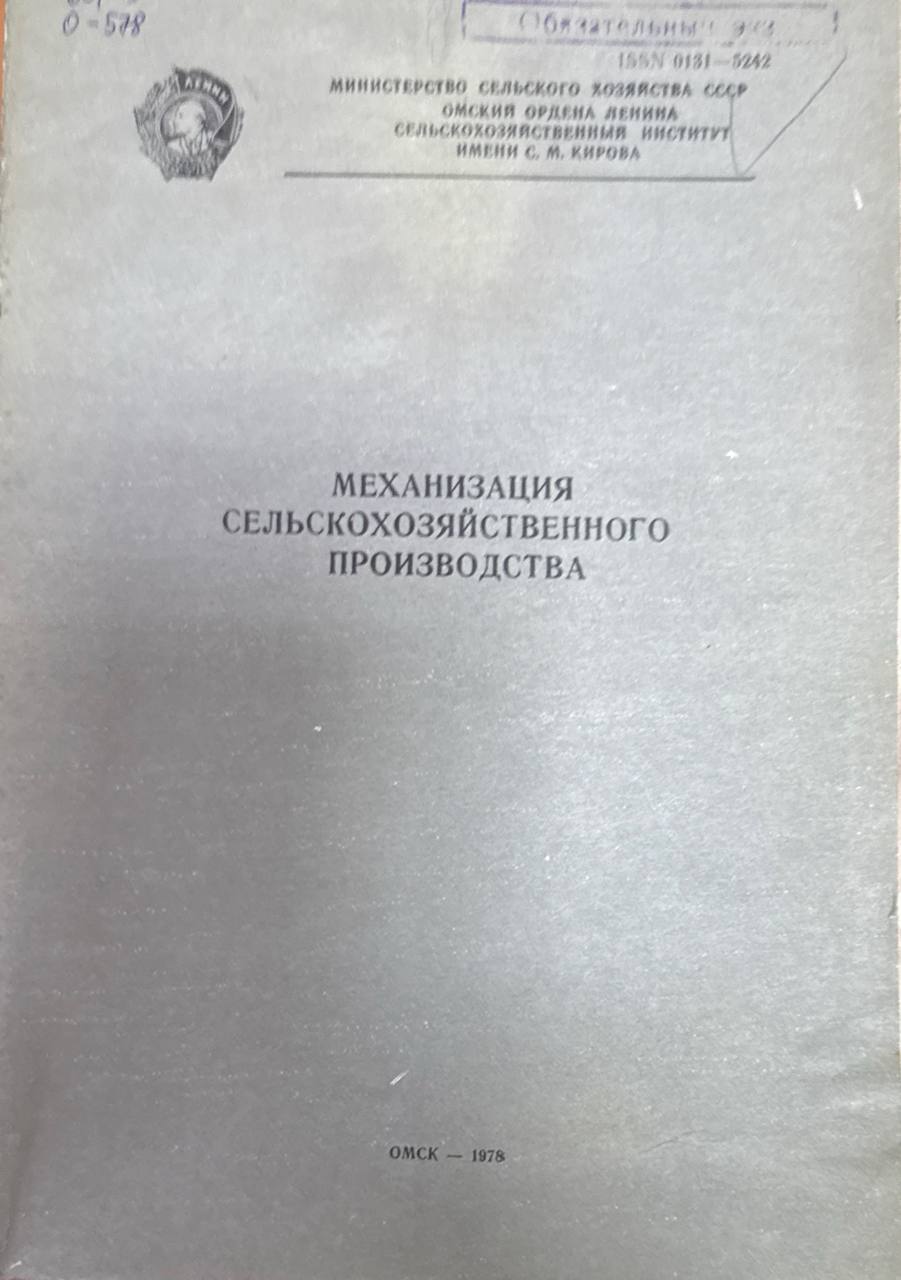 О-578
Обязательный экз
ISSN 0131—5242
ЛЕНИН
МИНИСТЕРСТВО СЕЛЬСКОГО ХОЗЯЙСТВА СССР
ОМСКИЙ ОРДЕНА ЛЕНИНА
СЕЛЬСКОХОЗЯЙСТВЕННЫЙ ИНСТИТУТ
ИМЕНИ С. М. КИРОВА
МЕХАНИЗАЦИЯ
СЕЛЬСКОХОЗЯЙСТВЕННОГО
ПРОИЗВОДСТВА
ОМСК — 1978